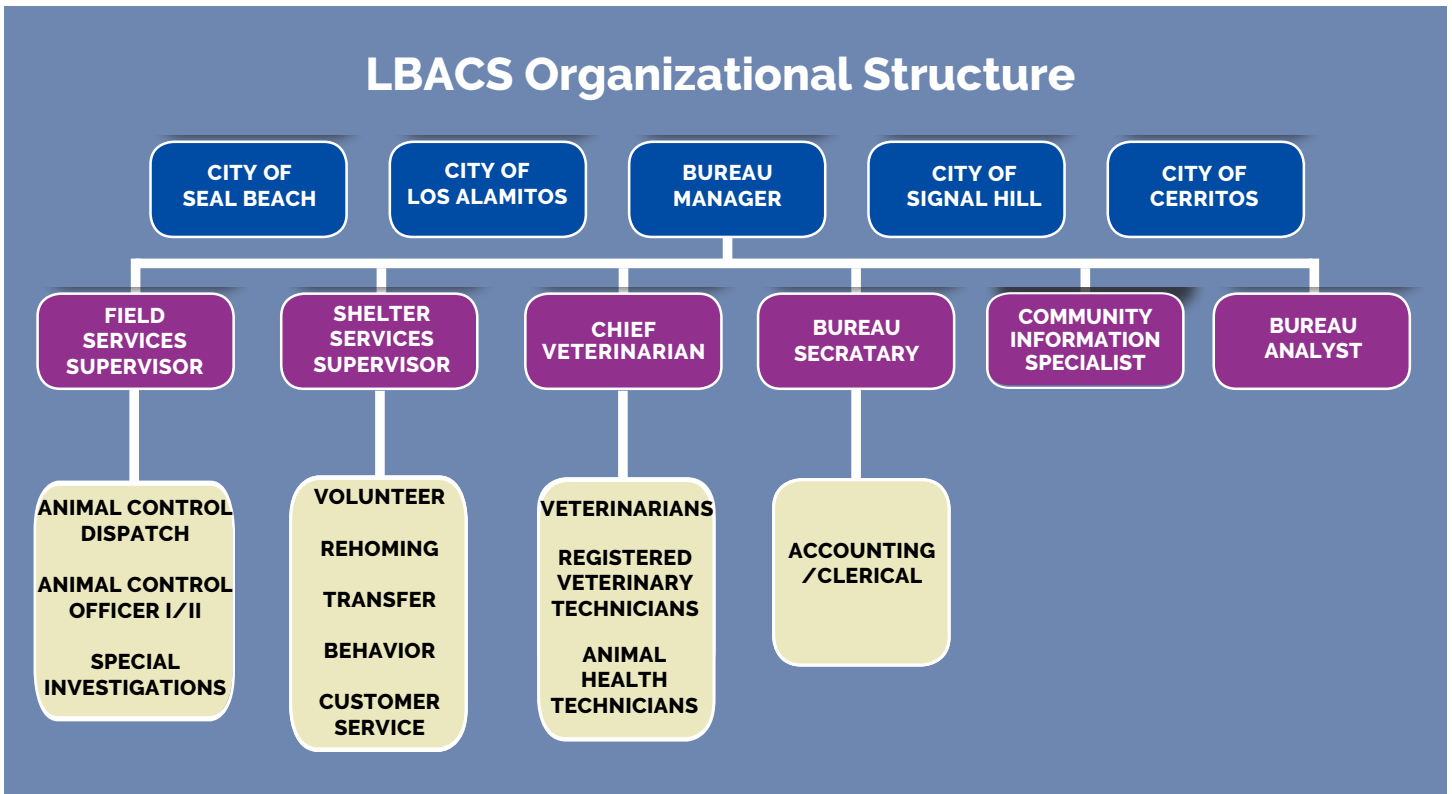 LBACS Organizational Structure
CITY OF
SEAL BEACH
CITY OF
LOS ALAMITOS
BUREAU
MANAGER
CITY OF
SIGNAL HILL
CITY OF
CERRITOS
FIELD
SERVICES
SUPERVISOR
SHELTER
SERVICES
SUPERVISOR
CHIEF
VETERINARIAN
BUREAU
SECRATARY
COMMUNITY
INFORMATION
SPECIALIST
BUREAU
ANALYST
ANIMAL CONTROL
DISPATCH
ANIMAL CONTROL
OFFICER I/II
SPECIAL
INVESTIGATIONS
VOLUNTEER
REHOMING
TRANSFER
BEHAVIOR
CUSTOMER
SERVICE
VETERINARIANS
REGISTERED
VETERINARY
TECHNICIANS
ANIMAL
HEALTH
TECHNICIANS
ACCOUNTING
/CLERICAL